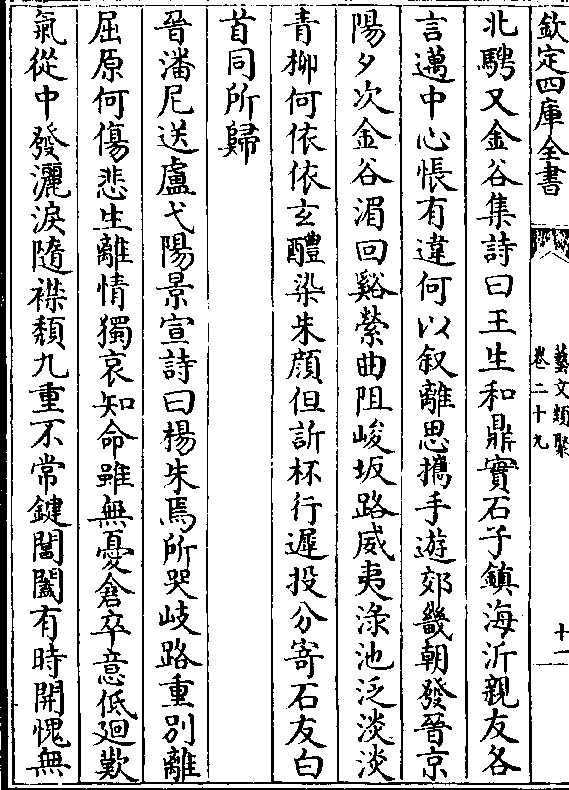 欽定四庫全書
藝文類聚
卷二十九
十一
北騁又金谷集詩曰王生和鼎實石子鎮海沂親友各
言邁中心悵有違何以叙離思攜手遊郊畿朝發晉京
陽夕次金谷湄回谿縈曲阻峻坂路威夷淥池泛淡淡
青柳何依依玄醴染朱顔但訴杯行遲投分寄石友白
首同所歸
晉潘尼送盧弋陽景宣詩曰楊朱焉所哭岐路重别離
屈原何傷悲生離情獨哀知命雖無憂倉卒意低廻歎
氣從中發灑淚隨襟頽九重不常鍵閶闔有時開愧無